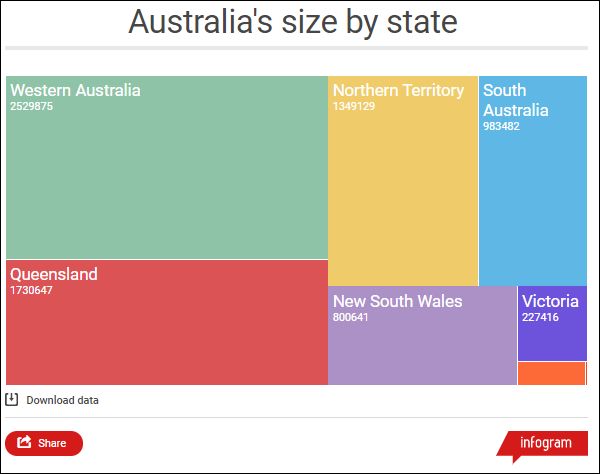 Australia's size by state
Western Australia
2529875
Northern Territory
1349129
South
Australia
983482
Queensland
1730647
New South Wales
800641
Victoria
227416
Download data
Share
infogram